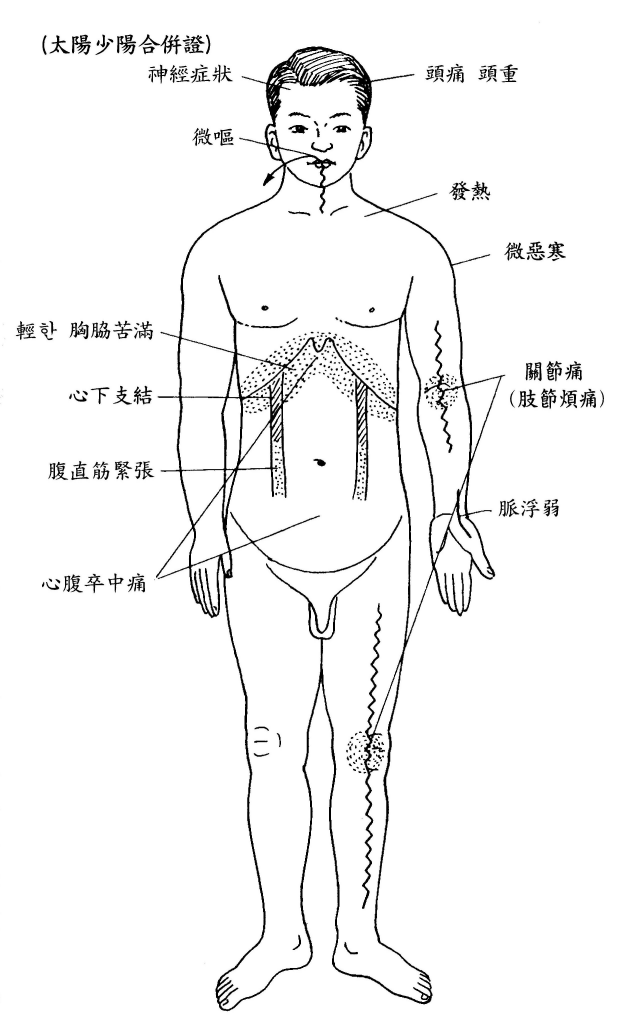 (太陽少陽合併證)
神經症狀
頭痛 頭重
微嘔
發熱
微惡寒
輕한 胸脇苦滿
心下支結
關節痛
(肢節煩痛)
腹直筋緊張
脈浮弱
心腹卒中痛